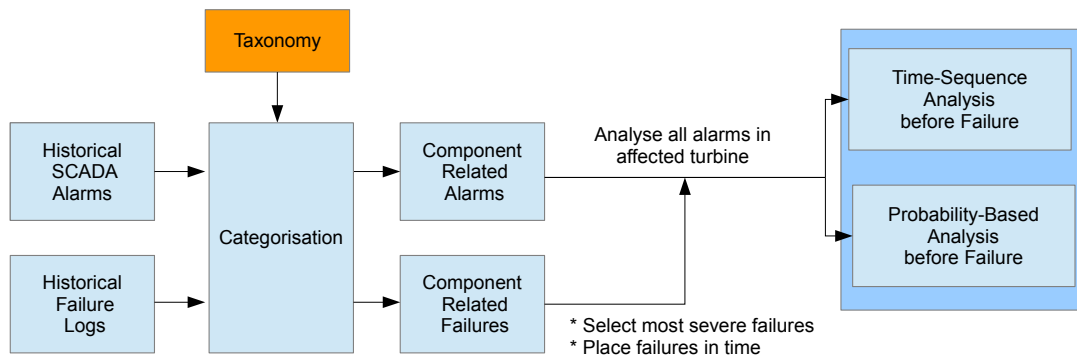 Taxonomy
Historical
SCADA
Alarms
Historical
Failure
Logs
Categorisation
Component
Related
Alarms
Component
Related
Failures
Analyse all alarms in
affected turbine
* Select most severe failures
* Place failures in time
Time-Sequence
Analysis
before Failure
Probability-Based
Analysis
before Failure